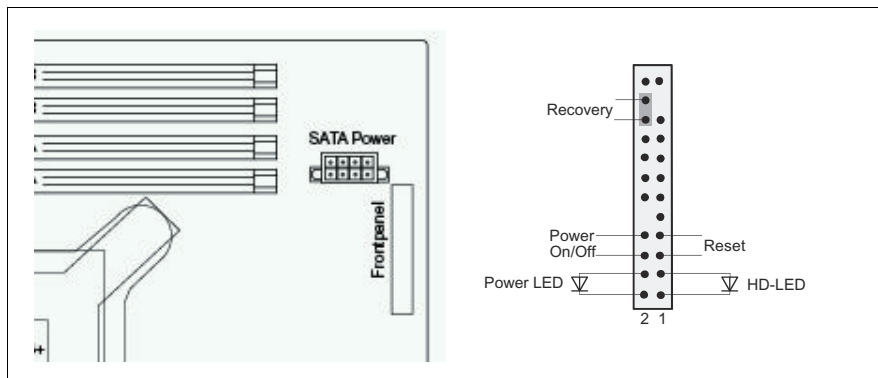 SATA Power
Frontpanel
Recovery
Power
On/Off
Reset
Power LED
HD-LED
2 1